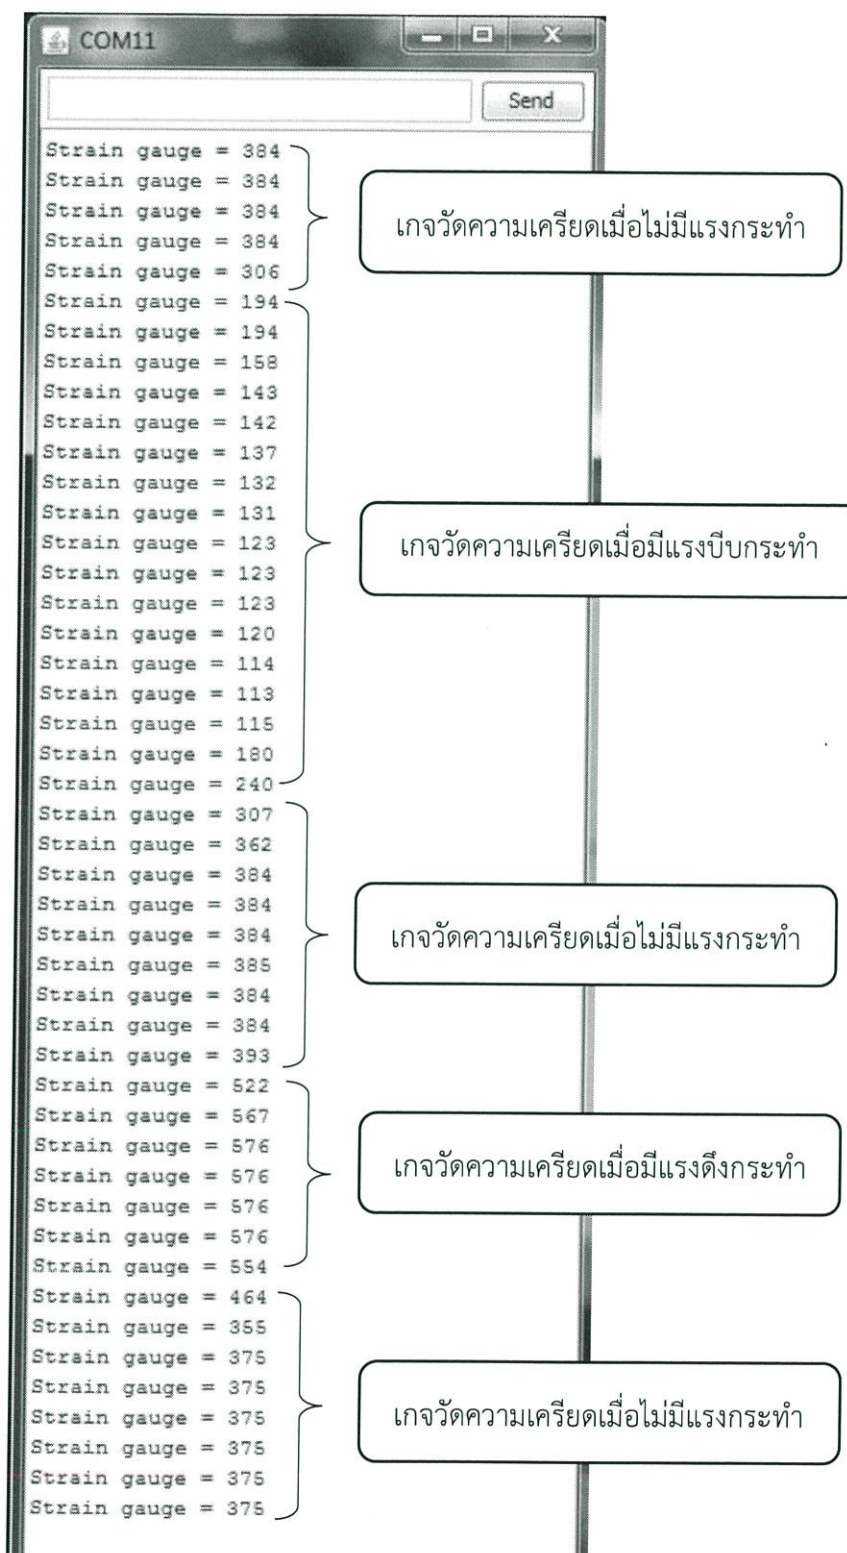 COM11
Send
Strain gauge = 384
Strain gauge = 384
Strain gauge = 384
Strain gauge = 384
Strain gauge = 306
เกจวัดความเครียดเมื่อไม่มีแรงกระทำ
Strain gauge = 194
Strain gauge = 194
Strain gauge = 158
Strain gauge = 143
Strain gauge = 142
Strain gauge = 137
Strain gauge = 132
Strain gauge = 131
Strain gauge = 123
Strain gauge = 123
Strain gauge = 123
Strain gauge = 120
Strain gauge = 114
Strain gauge = 113
Strain gauge = 115
Strain gauge = 180
Strain gauge = 240
เกจวัดความเครียดเมื่อมีแรงบีบกระทำ
Strain gauge = 307
Strain gauge = 362
Strain gauge = 384
Strain gauge = 384
Strain gauge = 384
Strain gauge = 385
Strain gauge = 384
Strain gauge = 384
Strain gauge = 393
เกจวัดความเครียดเมื่อไม่มีแรงกระทำ
Strain gauge = 522
Strain gauge = 567
Strain gauge = 576
Strain gauge = 576
Strain gauge = 576
Strain gauge = 576
Strain gauge = 554
เกจวัดความเครียดเมื่อมีแรงดึงกระทำ
Strain gauge = 464
Strain gauge = 355
Strain gauge = 375
Strain gauge = 375
Strain gauge = 375
Strain gauge = 375
Strain gauge = 375
Strain gauge = 375
เกจวัดความเครียดเมื่อไม่มีแรงกระทำ